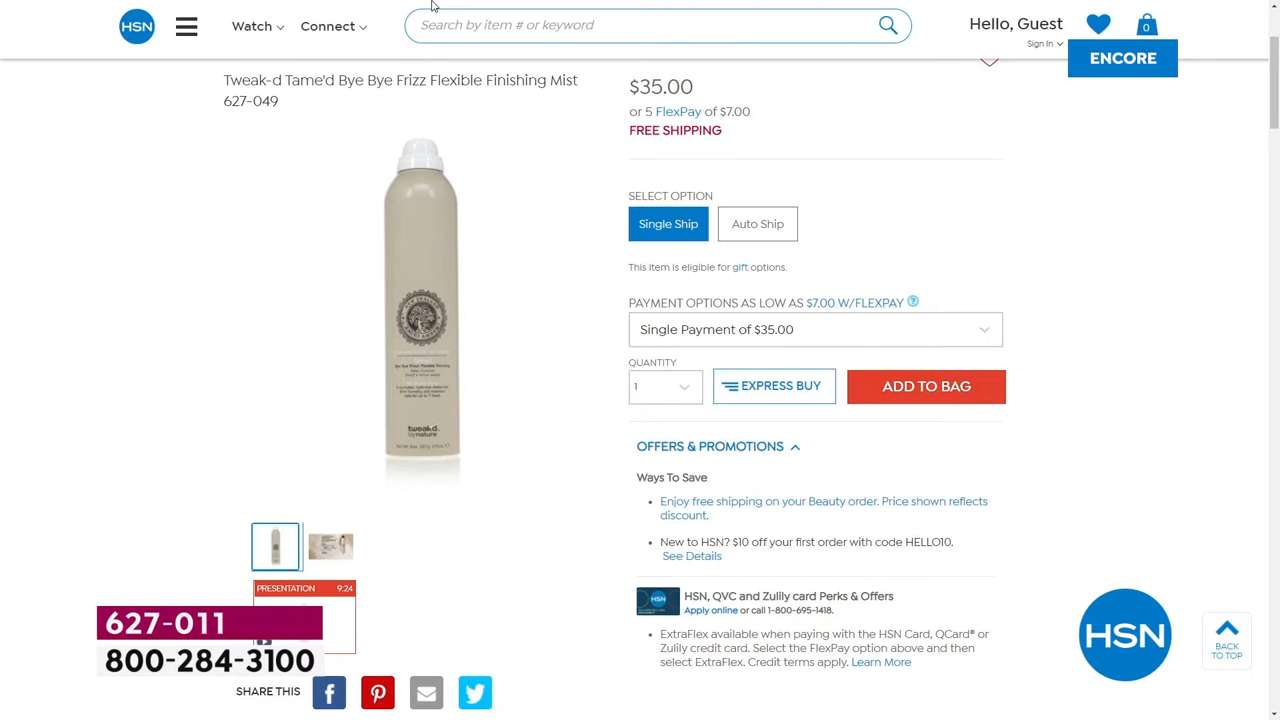 HSN
Watch
Connect
Search by item # or keyword
Hello, Guest
Sign In
0
ENCORE
Tweak-d Tame'd Bye Bye Frizz Flexible Finishing Mist
627-049
$35.00
or 5 FlexPay of $7.00
FREE SHIPPING
SELECT OPTION
Single Ship
Auto Ship
This item is eligible for gift options.
PAYMENT OPTIONS AS LOW AS $7.00 W/FLEXPAY ?
Single Payment of $35.00
QUANTITY
1
EXPRESS BUY
ADD TO BAG
OFFERS & PROMOTIONS
Ways To Save
Enjoy free shipping on your Beauty order. Price shown reflects
discount.
New to HSN? $10 off your first order with code HELLO10.
See Details
HSN
HSN, QVC and Zulily card Perks & Offers
Apply online or call 1-800-695-1418.
ExtraFlex available when paying with the HSN Card, QCard® or
Zulily credit card. Select the FlexPay option above and then
select ExtraFlex. Credit terms apply. Learn More
tweak.d
bynature
PRESENTATION 9:24
627-011
800-284-3100
SHARE THIS
HSN
BACK
TO TOP